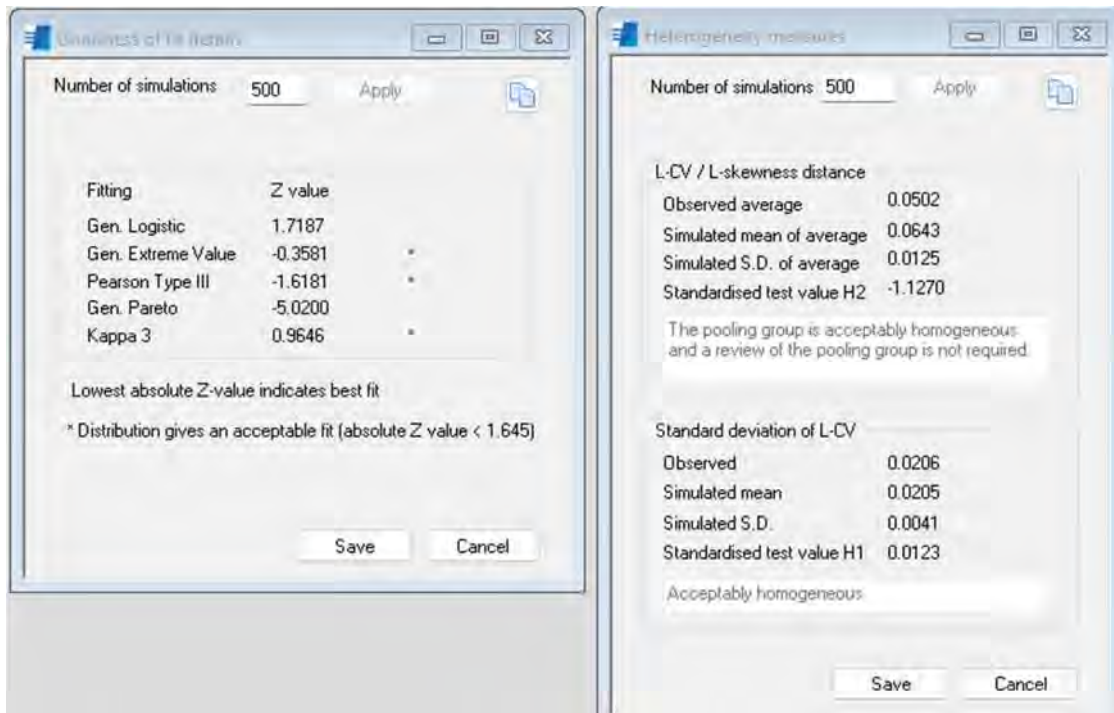 Goodness of fit details
Number of simulations 500 Apply
Fitting Z value
Gen. Logistic 1.7187
Gen. Extreme Value -0.3581 *
Pearson Type III -1.6181 *
Gen. Pareto -5.0200
Kappa 3 0.9646 *
Lowest absolute Z-value indicates best fit
* Distribution gives an acceptable fit (absolute Z value < 1.645)
Save Cancel
Heterogeneity measures
Number of simulations 500 Apply
L-CV / L-skewness distance
Observed average 0.0502
Simulated mean of average 0.0643
Simulated S.D. of average 0.0125
Standardised test value H2 -1.1270
The pooling group is acceptably homogeneous
and a review of the pooling group is not required.
Standard deviation of L-CV
Observed 0.0206
Simulated mean 0.0205
Simulated S.D. 0.0041
Standardised test value H1 0.0123
Acceptably homogeneous
Save Cancel